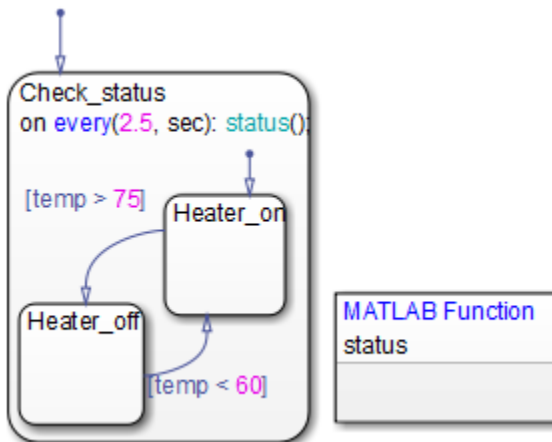 Check_status
on every(2.5, sec): status();
[temp > 75]
Heater_on
Heater_off
[temp < 60]
MATLAB Function
status